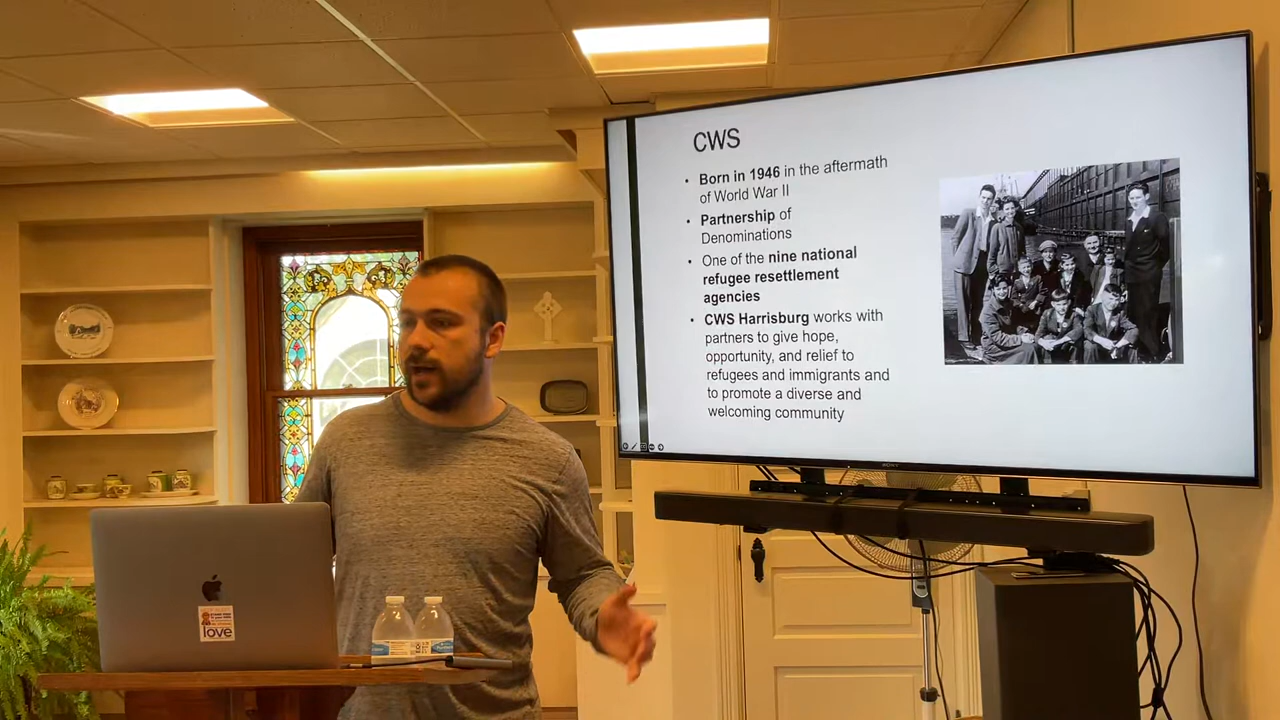 CWS
• Born in 1946 in the aftermath
of World War II
• Partnership of
Denominations
• One of the nine national
refugee resettlement
agencies
• CWS Harrisburg works with
partners to give hope,
opportunity, and relief to
refugees and immigrants and
to promote a diverse and
welcoming community
SONY
love